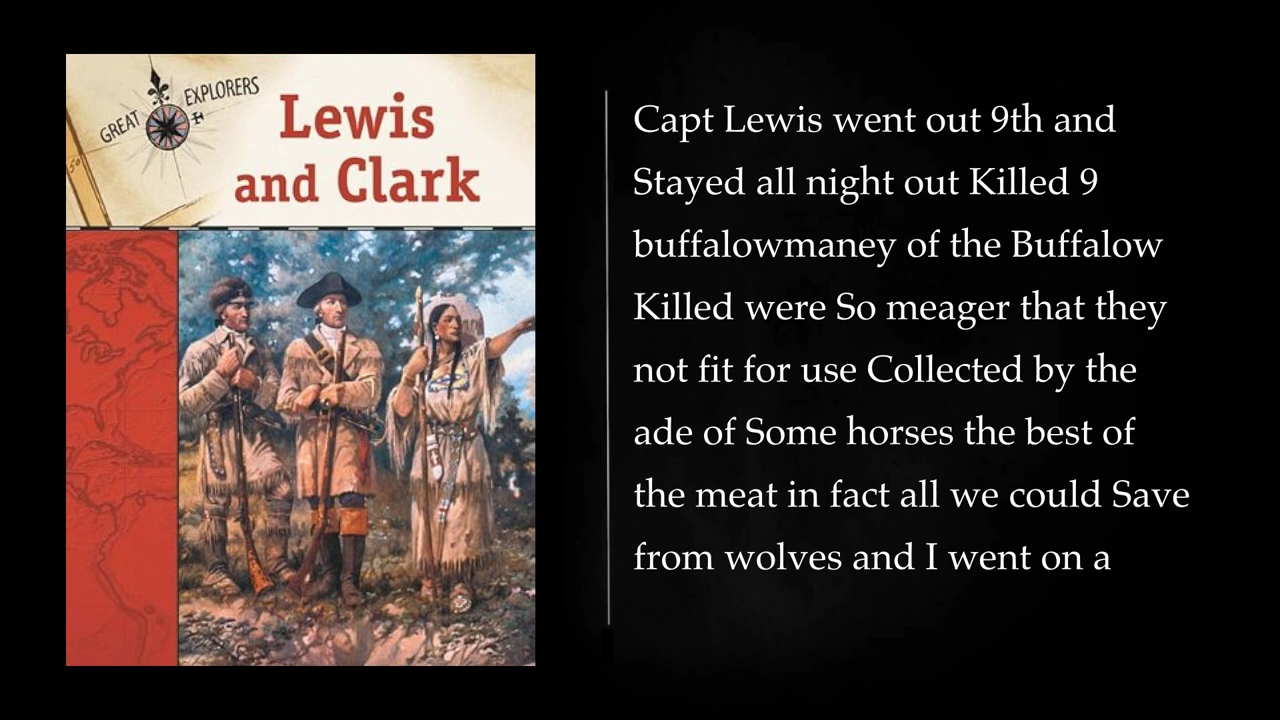 GREAT EXPLORERS
Lewis
and Clark
50
Capt Lewis went out 9th and
Stayed all night out Killed 9
buffalowmaney of the Buffalow
Killed were So meager that they
not fit for use Collected by the
ade of Some horses the best of
the meat in fact all we could Save
from wolves and I went on a